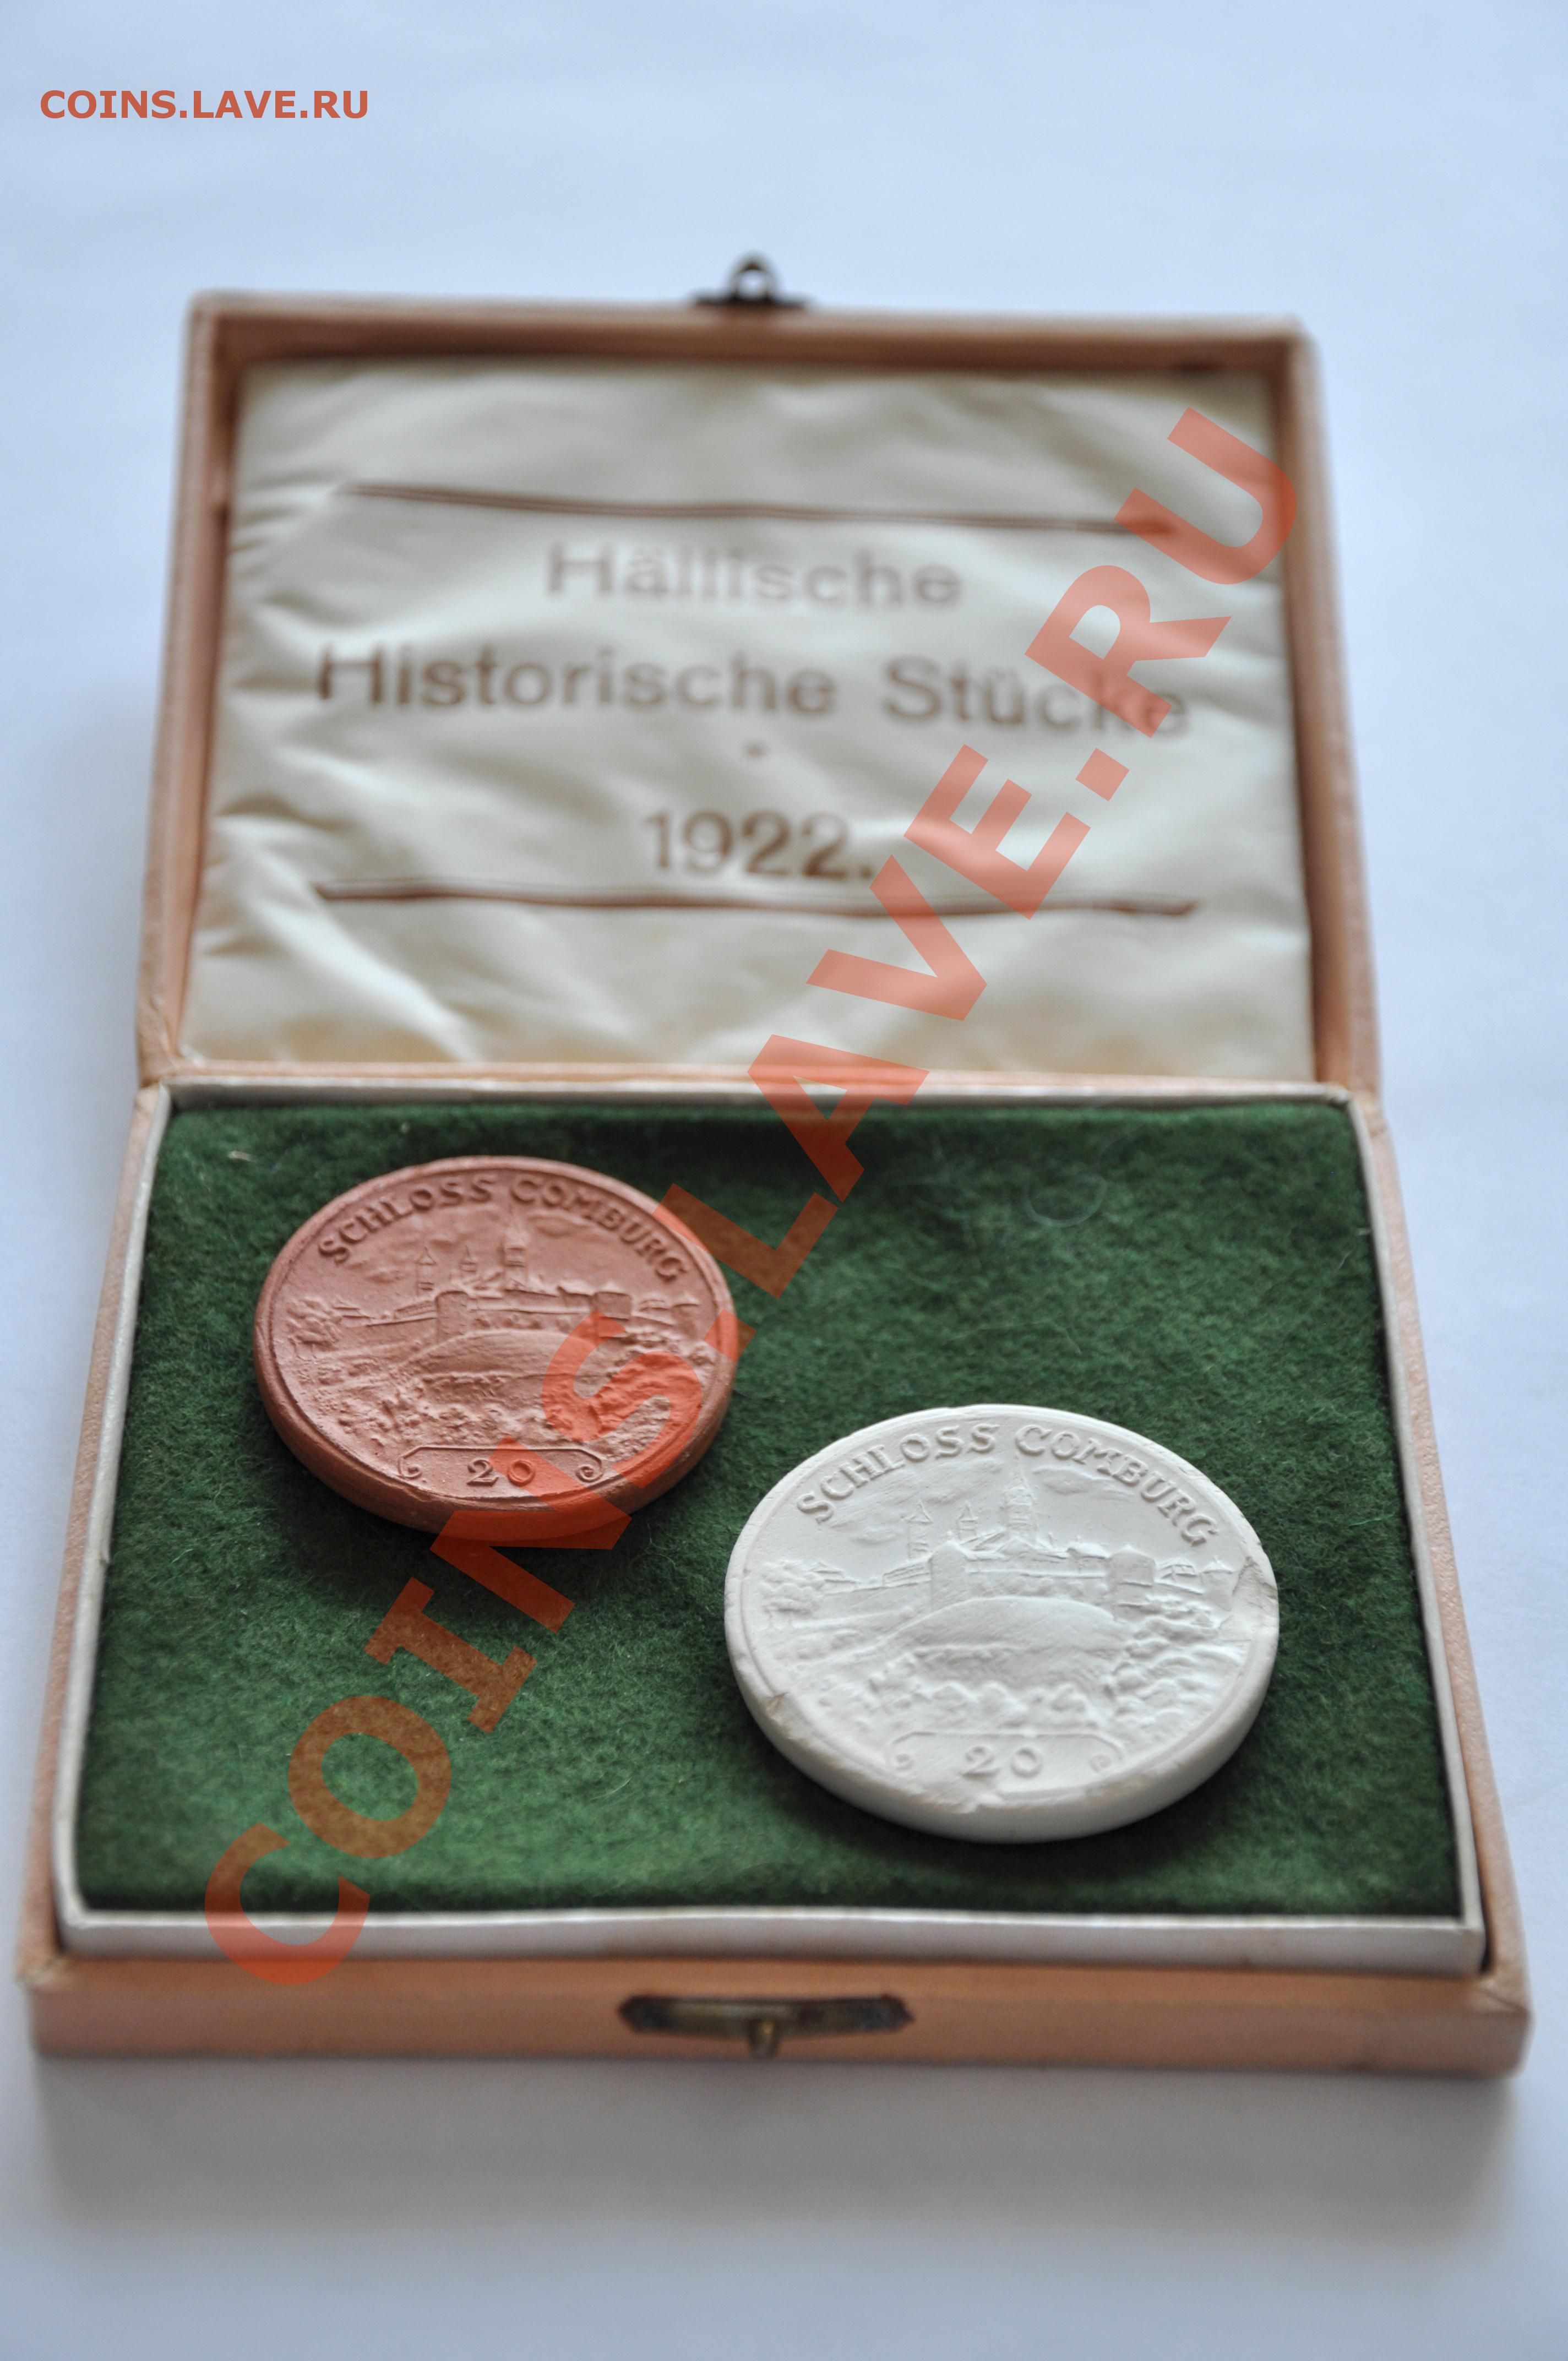 COINS.LAVE.RU
Hällische
Historische Stücke
1922.
SCHLOSS COMBURG
20
SCHLOSS COMBURG
20
COINS.LAVE.RU